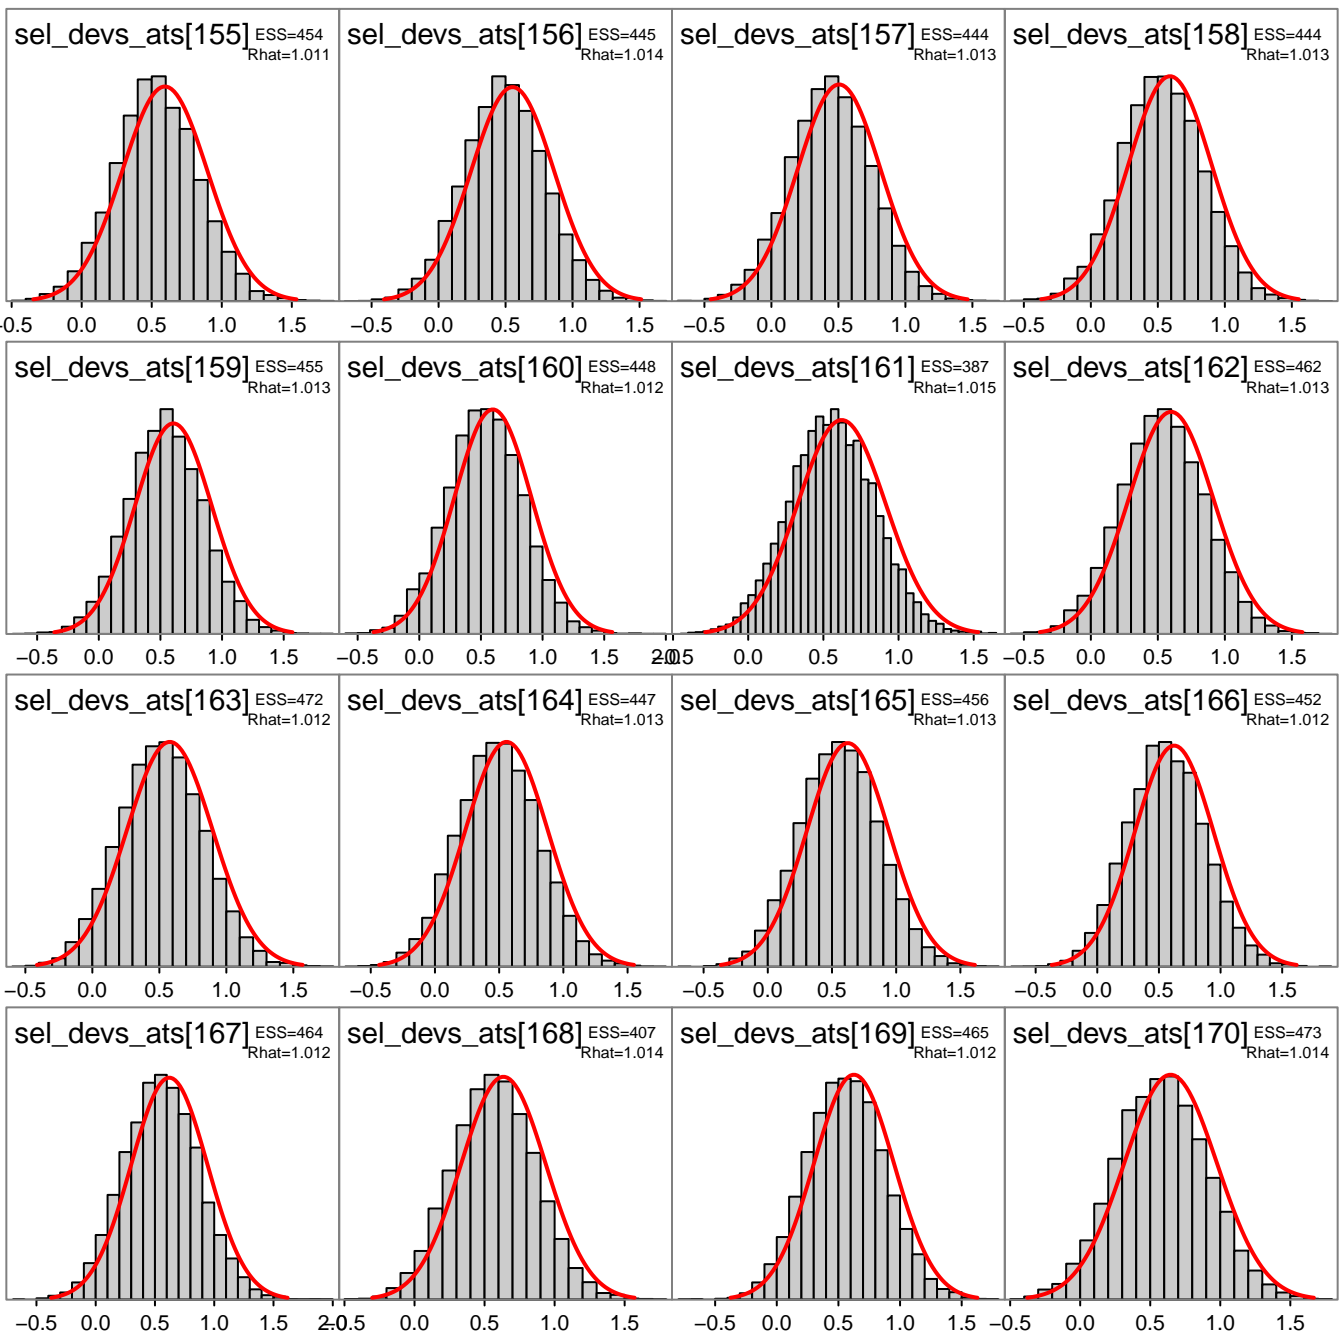 sel_devs_ats[155] ESS=454 Rhat=1.011
sel_devs_ats[156] ESS=445 Rhat=1.014
sel_devs_ats[157] ESS=444 Rhat=1.013
sel_devs_ats[158] ESS=444 Rhat=1.013
−0.5 0.0 0.5 1.0 1.5
−0.5 0.0 0.5 1.0 1.5
−0.5 0.0 0.5 1.0 1.5
−0.5 0.0 0.5 1.0 1.5
sel_devs_ats[159] ESS=455 Rhat=1.013
sel_devs_ats[160] ESS=448 Rhat=1.012
sel_devs_ats[161] ESS=387 Rhat=1.015
sel_devs_ats[162] ESS=462 Rhat=1.013
−0.5 0.0 0.5 1.0 1.5
−0.5 0.0 0.5 1.0 1.5 2.0
−0.5 0.0 0.5 1.0 1.5
−0.5 0.0 0.5 1.0 1.5
sel_devs_ats[163] ESS=472 Rhat=1.012
sel_devs_ats[164] ESS=447 Rhat=1.013
sel_devs_ats[165] ESS=456 Rhat=1.013
sel_devs_ats[166] ESS=452 Rhat=1.012
−0.5 0.0 0.5 1.0 1.5
−0.5 0.0 0.5 1.0 1.5
−0.5 0.0 0.5 1.0 1.5
−0.5 0.0 0.5 1.0 1.5
sel_devs_ats[167] ESS=464 Rhat=1.012
sel_devs_ats[168] ESS=407 Rhat=1.014
sel_devs_ats[169] ESS=465 Rhat=1.012
sel_devs_ats[170] ESS=473 Rhat=1.014
−0.5 0.0 0.5 1.0 1.5 2.0
−0.5 0.0 0.5 1.0 1.5
−0.5 0.0 0.5 1.0 1.5
−0.5 0.0 0.5 1.0 1.5